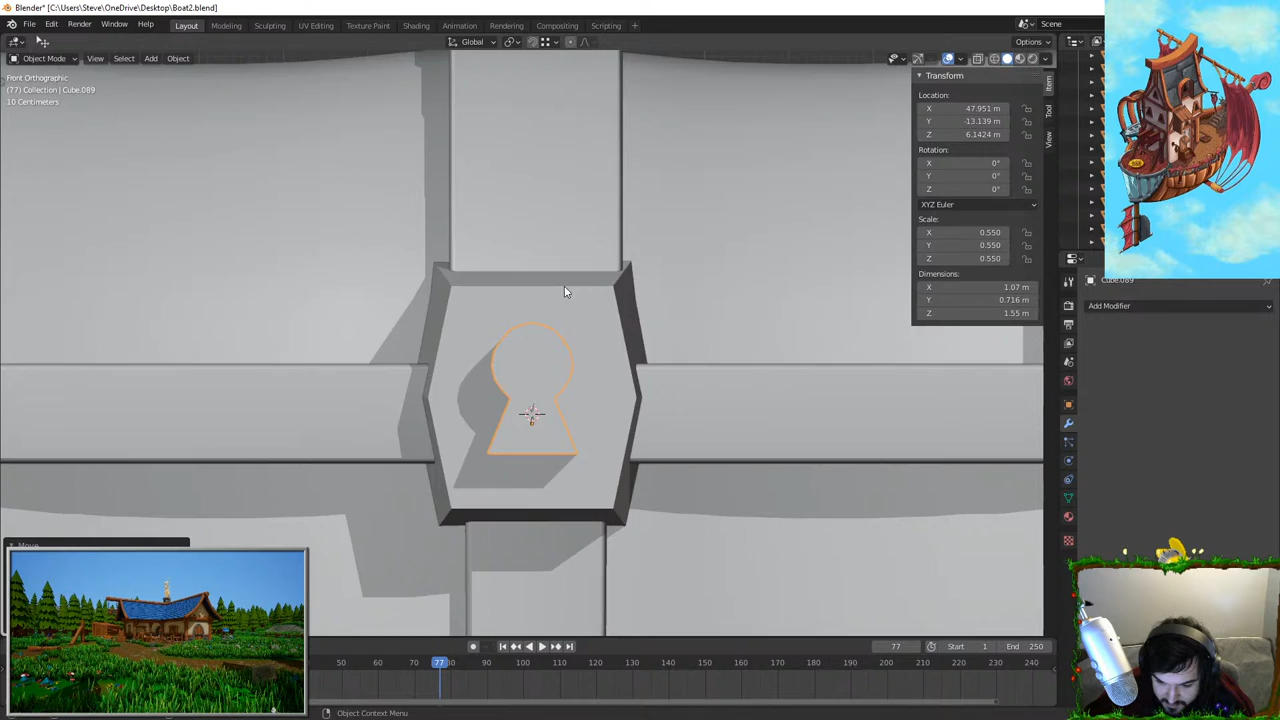 Blender* [C:\Users\Steve\OneDrive\Desktop\Boat2.blend]
File Edit Render Window Help Layout Modeling Sculpting UV Editing Texture Paint Shading Animation Rendering Compositing Scripting + Scene
Global Options
Object Mode View Select Add Object
Front Orthographic
(77) Collection | Cube.089
10 Centimeters
Transform
Location:
X 47.951 m
Y -13.139 m
Z 6.1424 m
Rotation:
X 0°
Y 0°
Z 0°
XYZ Euler
Scale:
X 0.550
Y 0.550
Z 0.550
Dimensions:
X 1.07 m
Y 0.716 m
Z 1.55 m
Item
Tool
View
Cube.089
Add Modifier
Move
77 Start 1 End 250
50 60 70 77 80 90 100 110 120 130 140 150 160 170 180 190 200 210 220 230 240
Object Context Menu